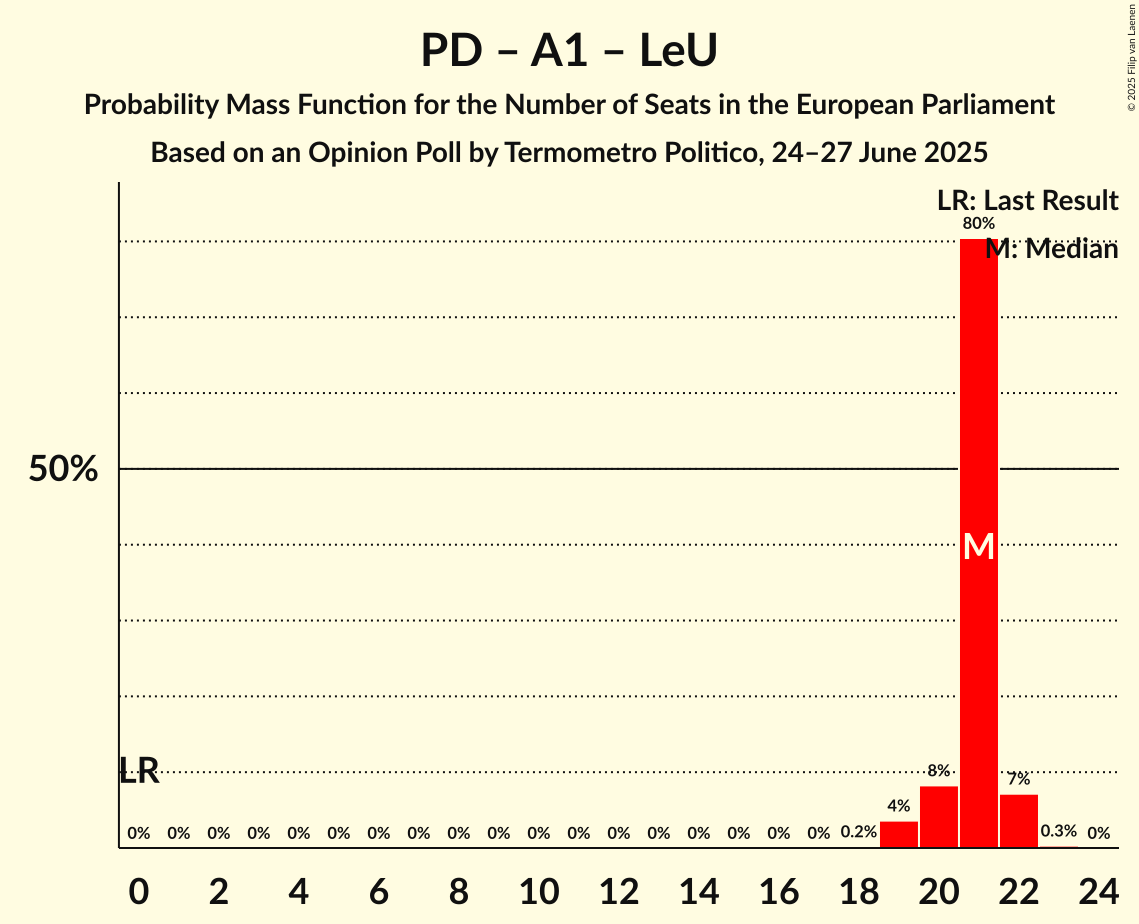 PD – A1 – LeU
Probability Mass Function for the Number of Seats in the European Parliament
Based on an Opinion Poll by Termometro Politico, 24–27 June 2025
© 2025 Filip van Laenen
LR: Last Result
80%
M: Median
50%
M
LR
8%
7%
4%
0% 0% 0% 0% 0% 0% 0% 0% 0% 0% 0% 0% 0% 0% 0% 0% 0% 0% 0.2% 0.3% 0%
0 2 4 6 8 10 12 14 16 18 20 22 24